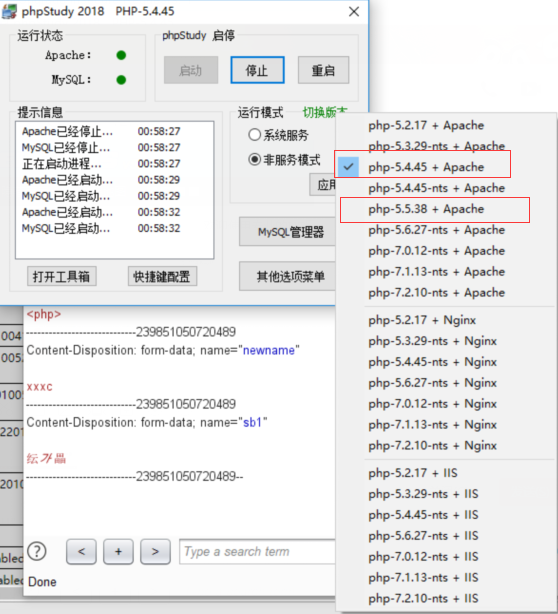 phpStudy 2018 PHP-5.4.45
运行状态
Apache:
MySQL:
phpStudy 启停
启动
停止
重启
提示信息
Apache已经停止... 00:58:27
MySQL已经停止... 00:58:27
正在启动进程... 00:58:27
Apache已经启动... 00:58:29
MySQL已经启动... 00:58:29
Apache已经启动... 00:58:32
MySQL已经启动... 00:58:32
打开工具箱
快捷键配置
运行模式
切换版本
系统服务
非服务模式
应用
MySQL管理器
其他选项菜单
php-5.2.17 + Apache
php-5.3.29-nts + Apache
php-5.4.45 + Apache
php-5.4.45-nts + Apache
php-5.5.38 + Apache
php-5.6.27-nts + Apache
php-7.0.12-nts + Apache
php-7.1.13-nts + Apache
php-7.2.10-nts + Apache
php-5.2.17 + Nginx
php-5.3.29-nts + Nginx
php-5.4.45-nts + Nginx
php-5.6.27-nts + Nginx
php-7.0.12-nts + Nginx
php-7.1.13-nts + Nginx
php-7.2.10-nts + Nginx
php-5.2.17 + IIS
php-5.3.29-nts + IIS
php-5.4.45-nts + IIS
php-5.6.27-nts + IIS
php-7.0.12-nts + IIS
php-7.1.13-nts + IIS
php-7.2.10-nts + IIS
<php>
-----------------------------239851050720489
Content-Disposition: form-data; name="newname"
xxxc
-----------------------------239851050720489
Content-Disposition: form-data; name="sb1"
-----------------------------239851050720489--
?
<
+
>
Type a search term
Done
004
005
1005
2201
2010
abled
abled